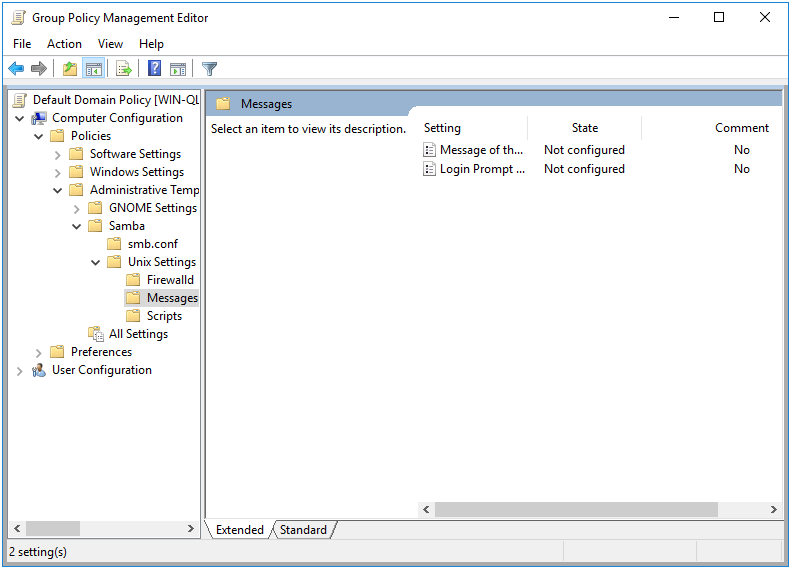 Group Policy Management Editor
File Action View Help
Default Domain Policy [WIN-QL
Computer Configuration
Policies
Software Settings
Windows Settings
Administrative Temp
GNOME Settings
Samba
smb.conf
Unix Settings
Firewalld
Messages
Scripts
All Settings
Preferences
User Configuration
Messages
Select an item to view its description.
Setting State Comment
Message of th... Not configured No
Login Prompt ... Not configured No
Extended Standard
2 setting(s)